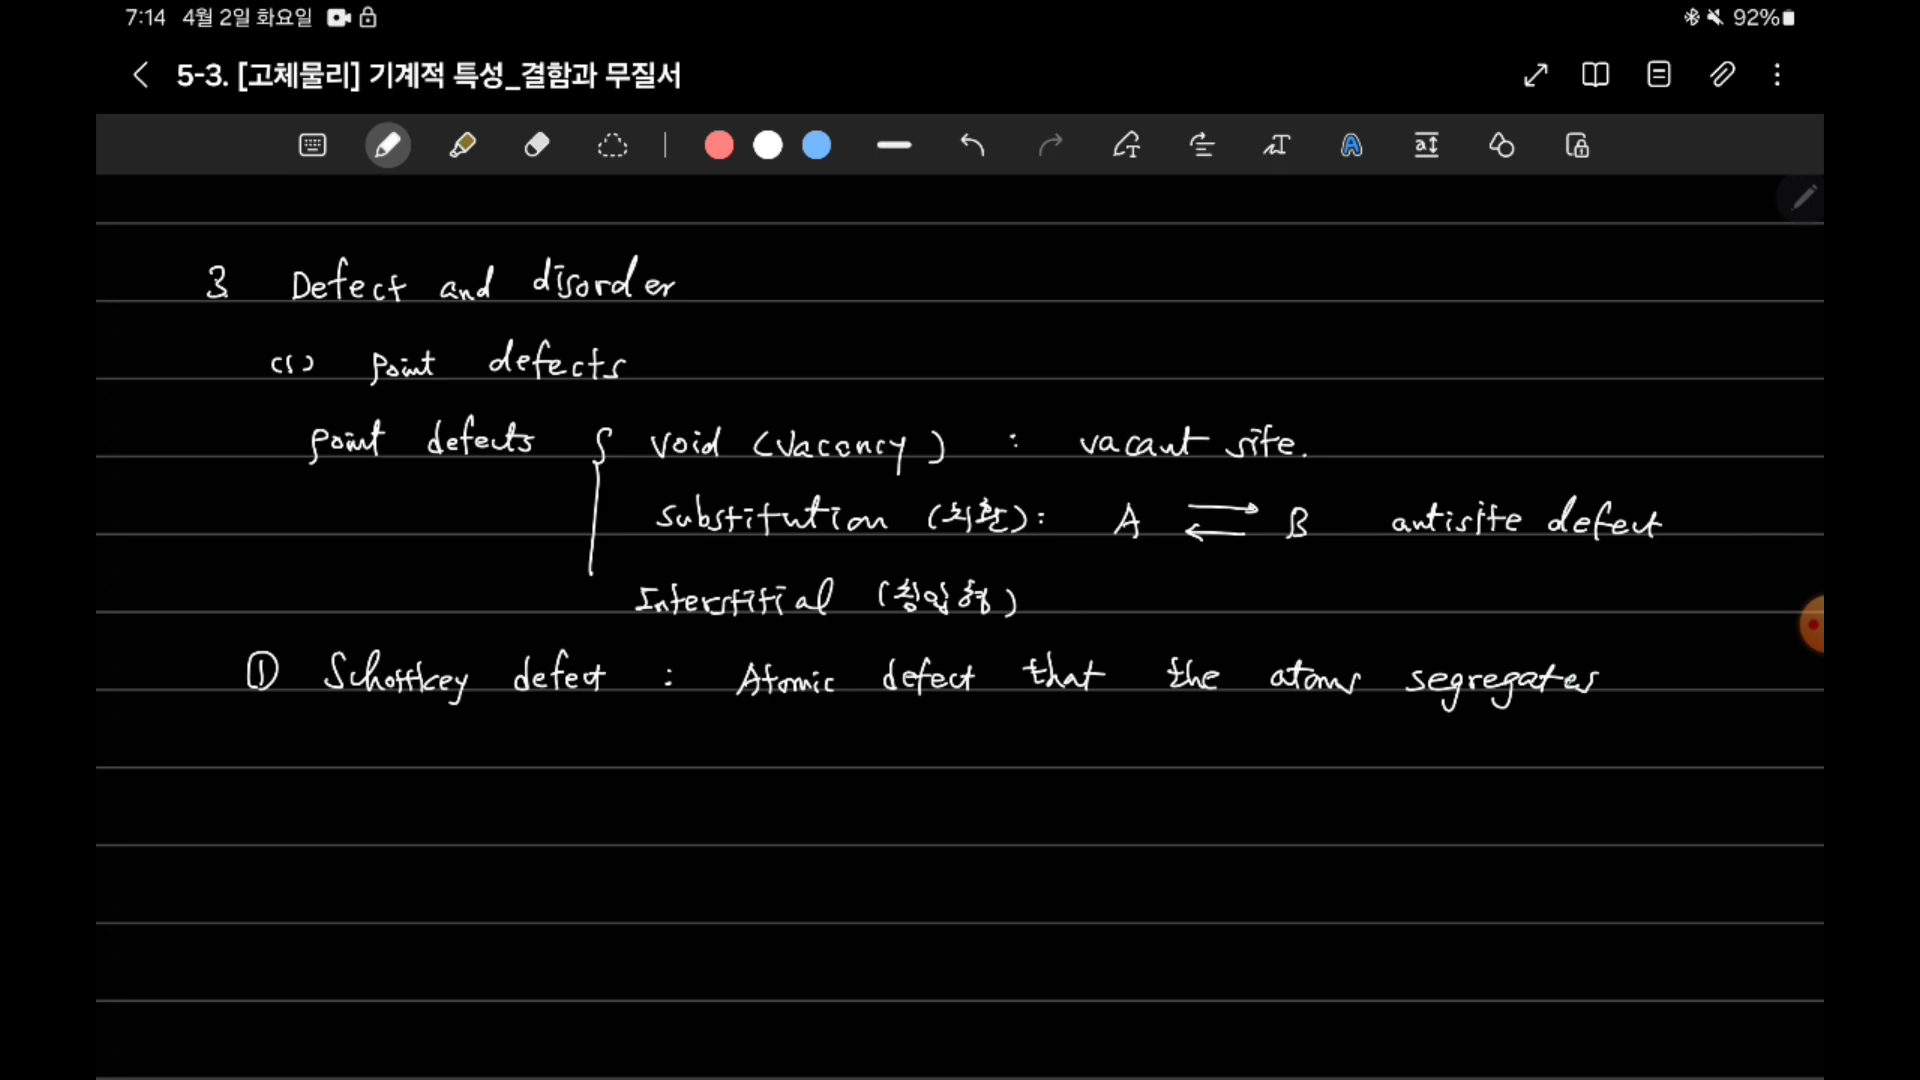 7:14 4월 2일 화요일 92%
5-3. [고체물리] 기계적 특성_결함과 무질서
3 Defect and disorder
(1) point defects
point defects { void (vacancy) : vacant site.
substitution (치환) : A ⇄ B antisite defect
Interstitial (침입형)
① Schottkey defect : Atomic defect that the atoms segregates